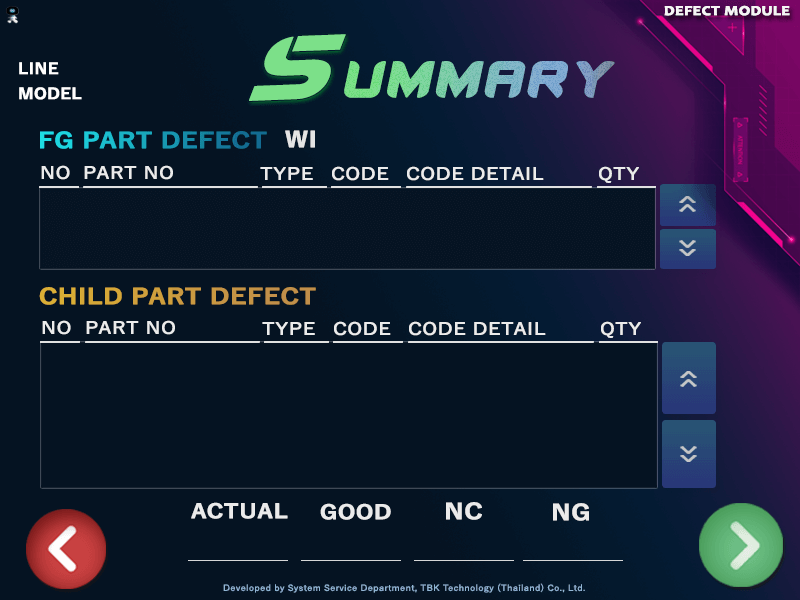 DEFECT MODULE
SUMMARY
LINE
MODEL
FG PART DEFECT WI
NO PART NO TYPE CODE CODE DETAIL QTY
CHILD PART DEFECT
NO PART NO TYPE CODE CODE DETAIL QTY
ACTUAL GOOD NC NG
Developed by System Service Department, TBK Technology (Thailand) Co., Ltd.